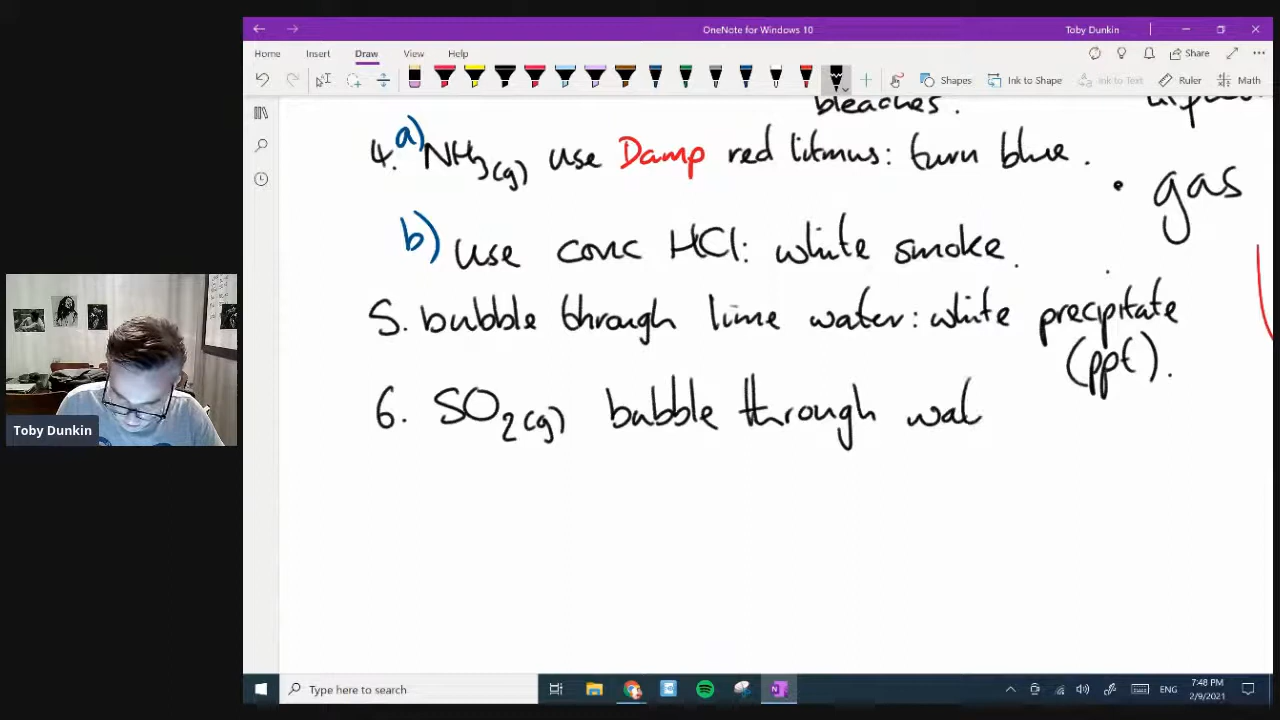 OneNote for Windows 10
Toby Dunkin
Home Insert Draw View Help
Share
Shapes Ink to Shape Ink to Text Ruler Math
bleaches.
4. a) NH3(g) use Damp red litmus: turn blue.
• gas
b) use conc HCl: white smoke.
5. bubble through lime water: white precipitate
(ppt).
6. SO2(g) bubble through wat
Toby Dunkin
Type here to search
ENG
7:48 PM
2/9/2021